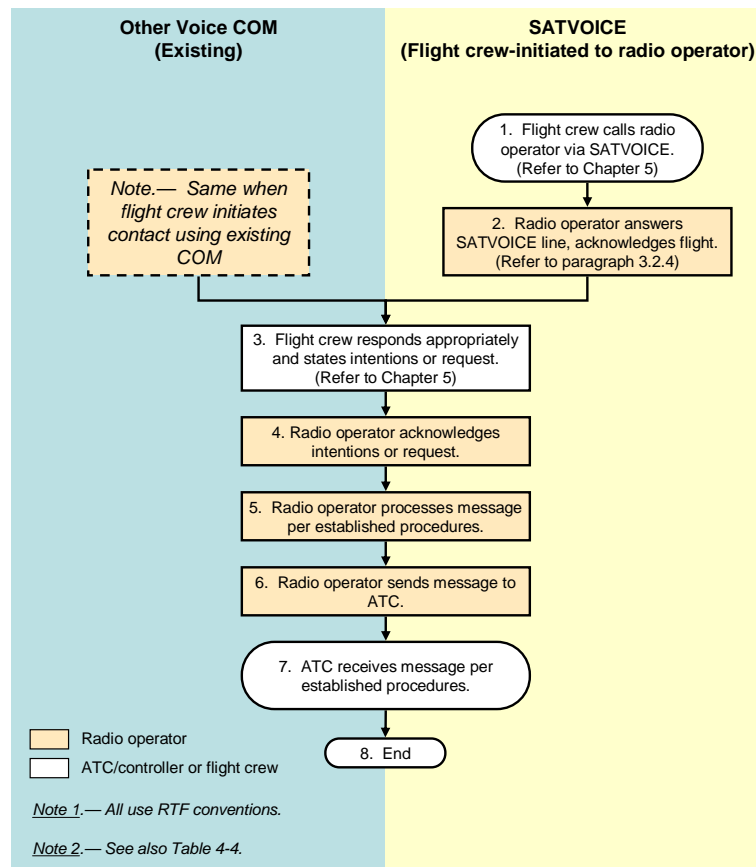 Other Voice COM
(Existing)
SATVOICE
(Flight crew-initiated to radio operator)
1. Flight crew calls radio
operator via SATVOICE.
(Refer to Chapter 5)
Note.— Same when
flight crew initiates
contact using existing
COM
2. Radio operator answers
SATVOICE line, acknowledges flight.
(Refer to paragraph 3.2.4)
3. Flight crew responds appropriately
and states intentions or request.
(Refer to Chapter 5)
4. Radio operator acknowledges
intentions or request.
5. Radio operator processes message
per established procedures.
6. Radio operator sends message to
ATC.
7. ATC receives message per
established procedures.
8. End
Radio operator
ATC/controller or flight crew
Note 1.— All use RTF conventions.
Note 2.— See also Table 4-4.